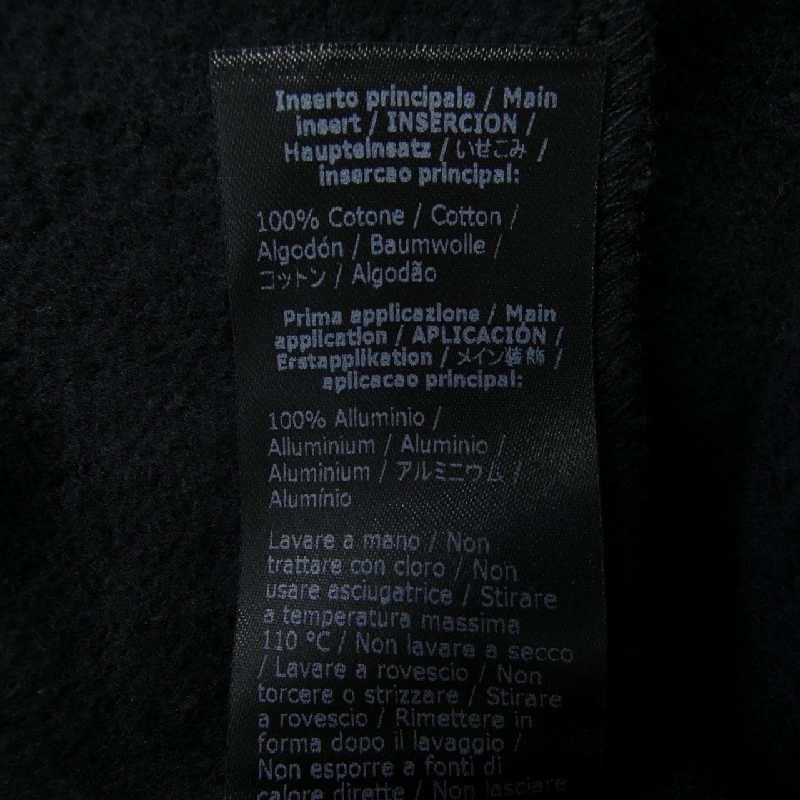 Inserto principale / Main
insert / INSERCION /
Haupteinsatz / いせこみ /
insercao principal:
100% Cotone / Cotton /
Algodón / Baumwolle /
コットン / Algodão
Prima applicazione / Main
application / APLICACIÓN /
Erstapplikation / メイン装飾 /
aplicacao principal:
100% Alluminio /
Alluminium / Aluminio /
Aluminium / アルミニウム /
Alumínio
Lavare a mano / Non
trattare con cloro / Non
usare asciugatrice / Stirare
a temperatura massima
110 °C / Non lavare a secco
/ Lavare a rovescio / Non
torcere o strizzare / Stirare
a rovescio / Rimettere in
forma dopo il lavaggio /
Non esporre a fonti di
calore dirette / Non lasciare